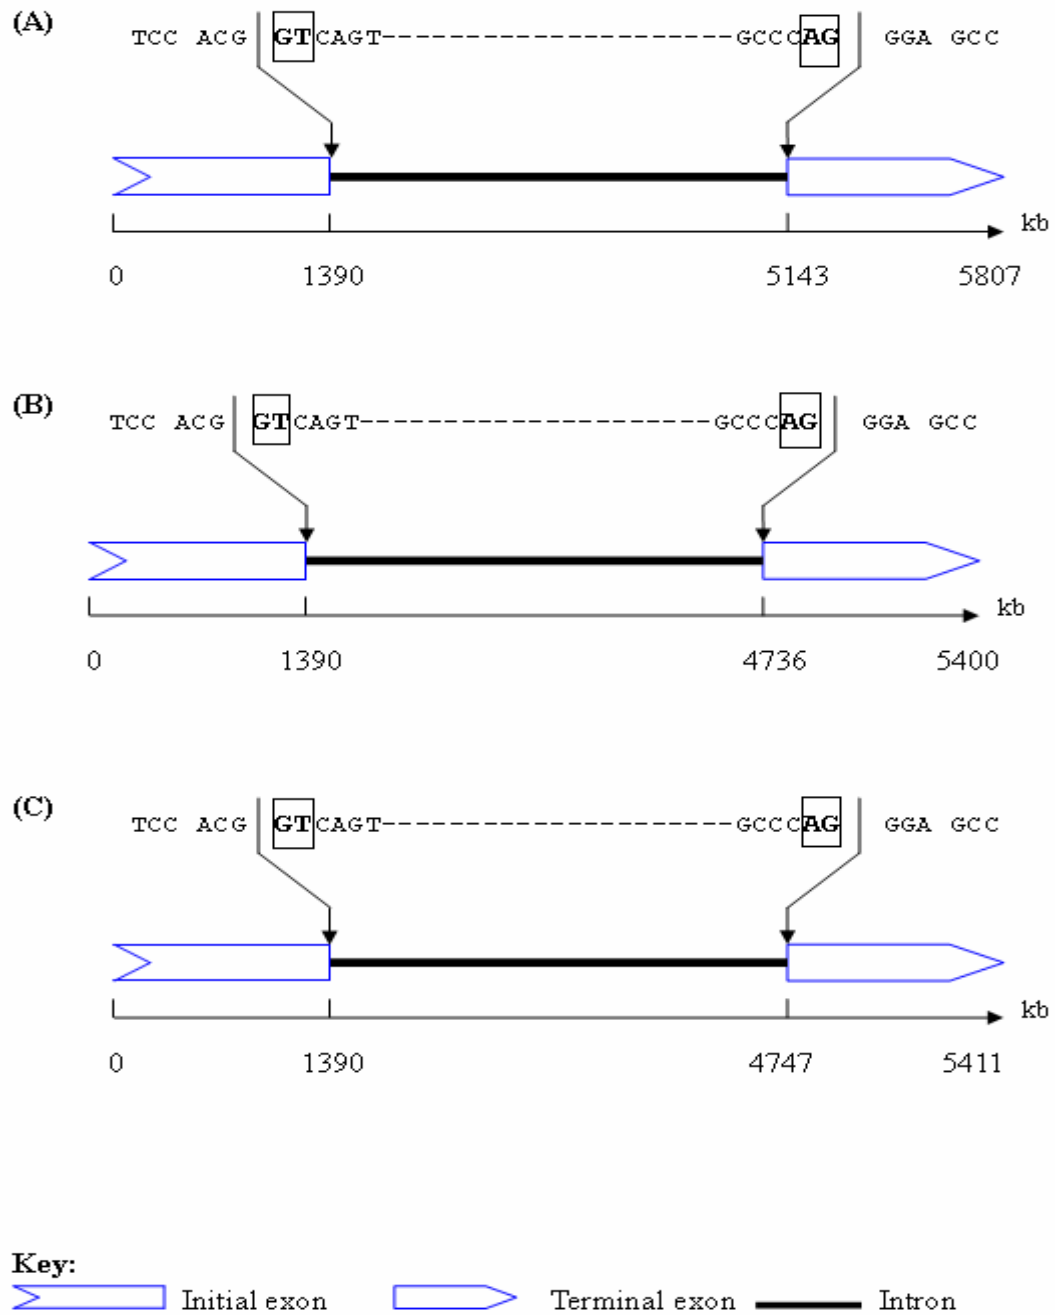 (A)
TCC ACG GTCAGT-----------------GCCCAG GGA GCC
kb
0 1390 5143 5807
(B)
TCC ACG GTCAGT-----------------GCCCAG GGA GCC
kb
0 1390 4736 5400
(C)
TCC ACG GTCAGT-----------------GCCCAG GGA GCC
kb
0 1390 4747 5411
Key:
Initial exon Terminal exon Intron